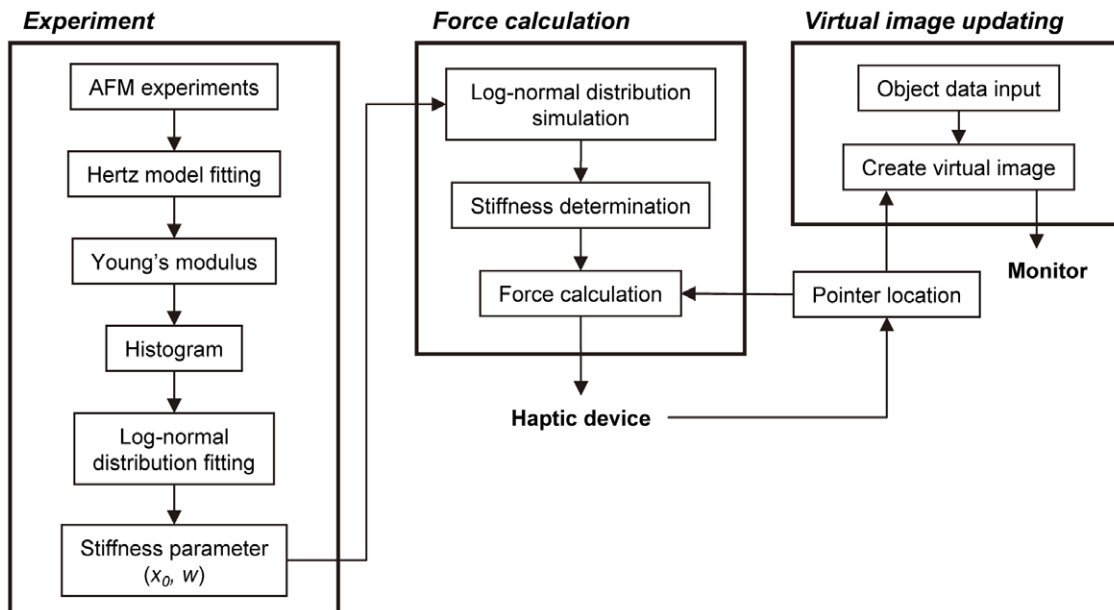 Experiment
AFM experiments
Hertz model fitting
Young's modulus
Histogram
Log-normal
distribution fitting
Stiffness parameter
(x0, w)
Force calculation
Log-normal distribution
simulation
Stiffness determination
Force calculation
Haptic device
Virtual image updating
Object data input
Create virtual image
Monitor
Pointer location